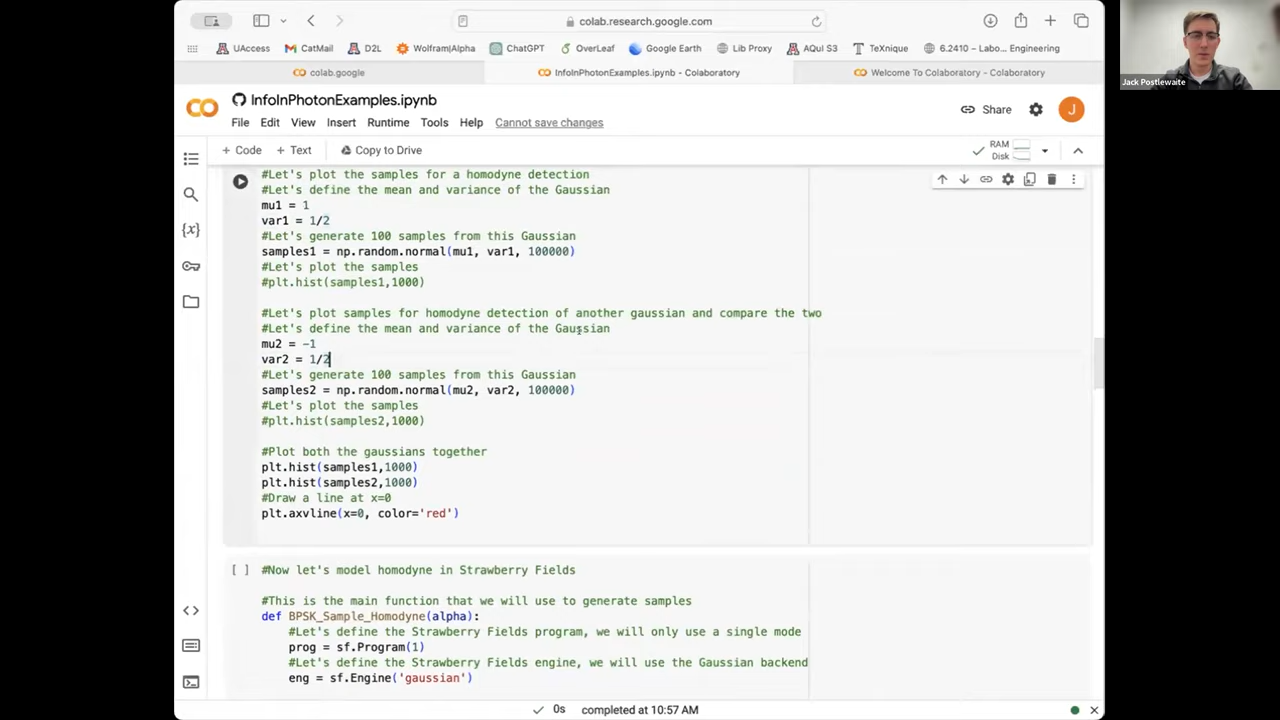 colab.research.google.com
UAccess
CatMail
D2L
Wolfram|Alpha
ChatGPT
OverLeaf
Google Earth
Lib Proxy
AQuI S3
TeXnique
6.2410 – Labo... Engineering
colab.google
InfoInPhotonExamples.ipynb - Colaboratory
Welcome To Colaboratory - Colaboratory
Jack Postlewaite
InfoInPhotonExamples.ipynb
Share
J
File Edit View Insert Runtime Tools Help Cannot save changes
+ Code + Text Copy to Drive
RAM
Disk
#Let's plot the samples for a homodyne detection
#Let's define the mean and variance of the Gaussian
mu1 = 1
var1 = 1/2
#Let's generate 100 samples from this Gaussian
samples1 = np.random.normal(mu1, var1, 100000)
#Let's plot the samples
#plt.hist(samples1,1000)
#Let's plot samples for homodyne detection of another gaussian and compare the two
#Let's define the mean and variance of the Gaussian
mu2 = -1
var2 = 1/2
#Let's generate 100 samples from this Gaussian
samples2 = np.random.normal(mu2, var2, 100000)
#Let's plot the samples
#plt.hist(samples2,1000)
#Plot both the gaussians together
plt.hist(samples1,1000)
plt.hist(samples2,1000)
#Draw a line at x=0
plt.axvline(x=0, color='red')
[ ] #Now let's model homodyne in Strawberry Fields
#This is the main function that we will use to generate samples
def BPSK_Sample_Homodyne(alpha):
#Let's define the Strawberry Fields program, we will only use a single mode
prog = sf.Program(1)
#Let's define the Strawberry Fields engine, we will use the Gaussian backend
eng = sf.Engine('gaussian')
0s completed at 10:57 AM